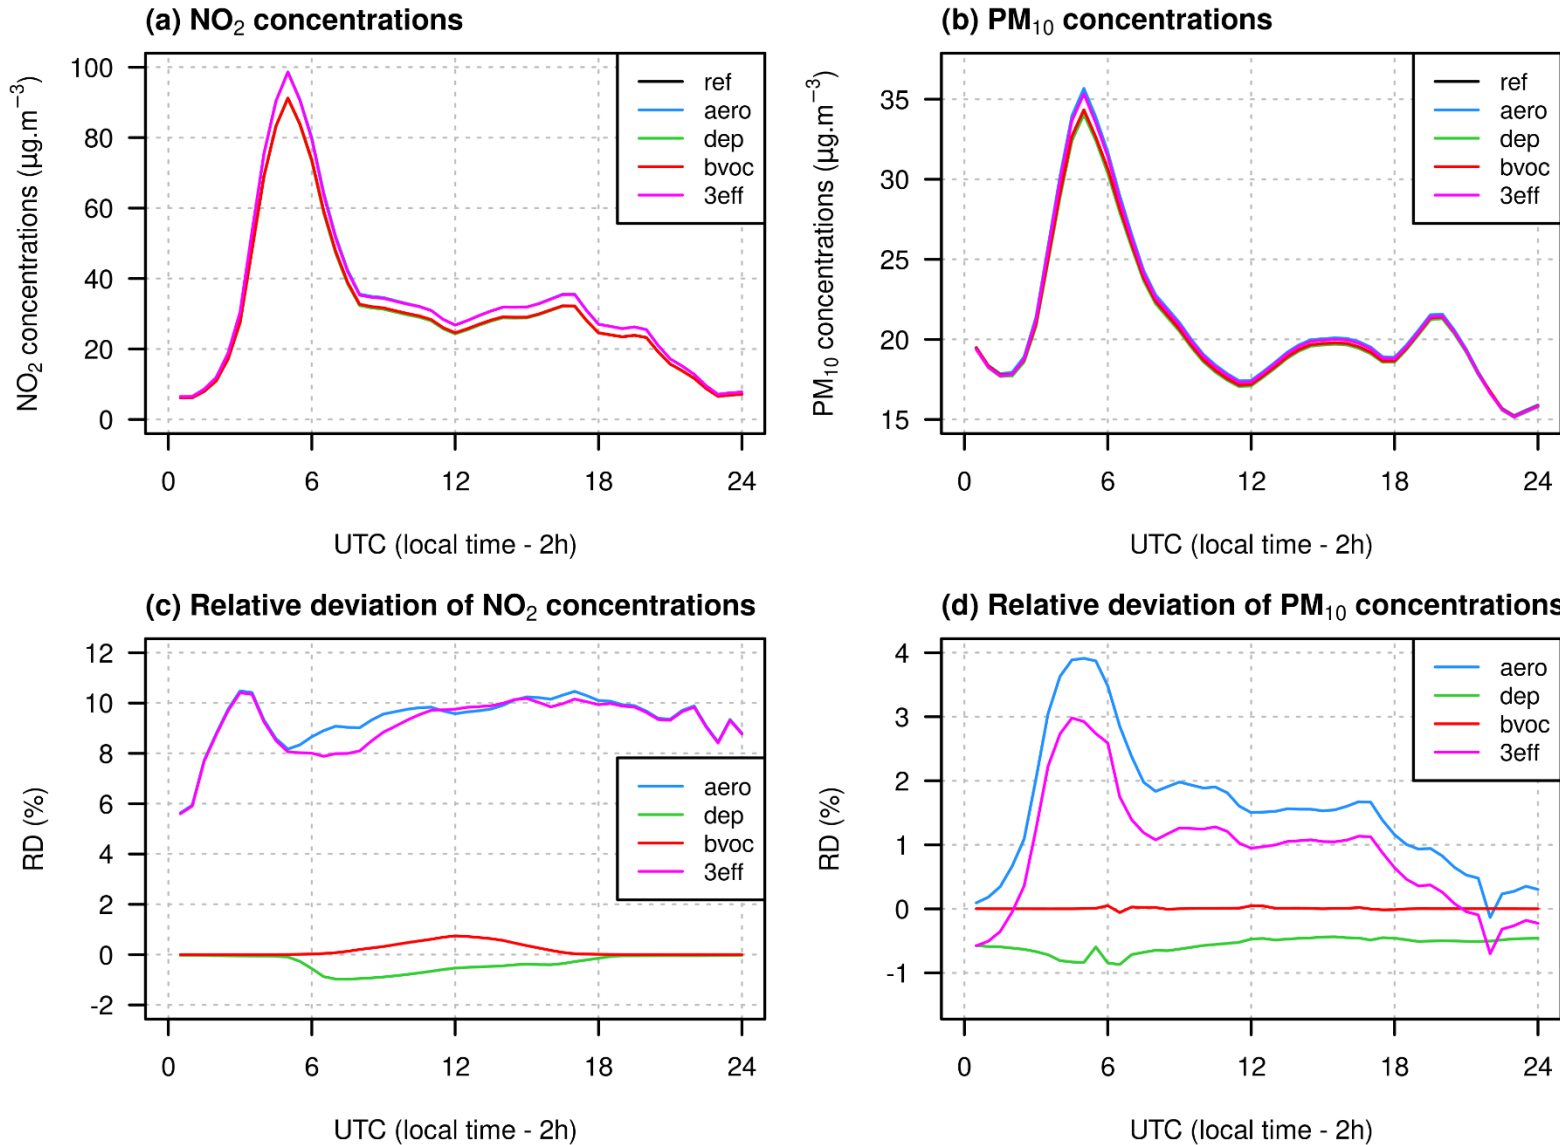 (a) NO₂ concentrations
NO₂ concentrations (µg.m⁻³)
100
80
60
40
20
0
ref
aero
dep
bvoc
3eff
0 6 12 18 24
UTC (local time - 2h)
(b) PM₁₀ concentrations
PM₁₀ concentrations (µg.m⁻³)
35
30
25
20
15
ref
aero
dep
bvoc
3eff
0 6 12 18 24
UTC (local time - 2h)
(c) Relative deviation of NO₂ concentrations
RD (%)
12
10
8
6
4
2
0
-2
aero
dep
bvoc
3eff
0 6 12 18 24
UTC (local time - 2h)
(d) Relative deviation of PM₁₀ concentrations
RD (%)
4
3
2
1
0
-1
aero
dep
bvoc
3eff
0 6 12 18 24
UTC (local time - 2h)